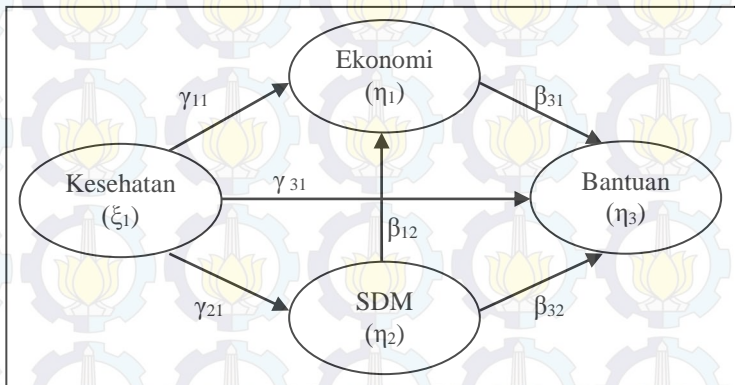 Ekonomi
(η1)
γ11
β31
Kesehatan
(ξ1)
γ 31
Bantuan
(η3)
β12
γ21
SDM
(η2)
β32